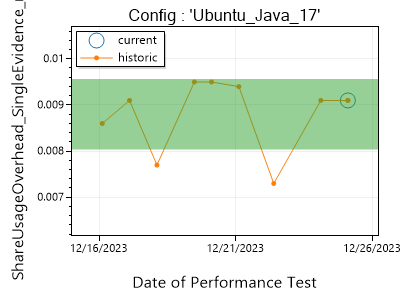 Config : 'Ubuntu_Java_17'
current
historic
0.01
0.009
0.008
0.007
12/16/2023
12/21/2023
12/26/2023
Date of Performance Test
ShareUsageOverhead_SingleEvidence_